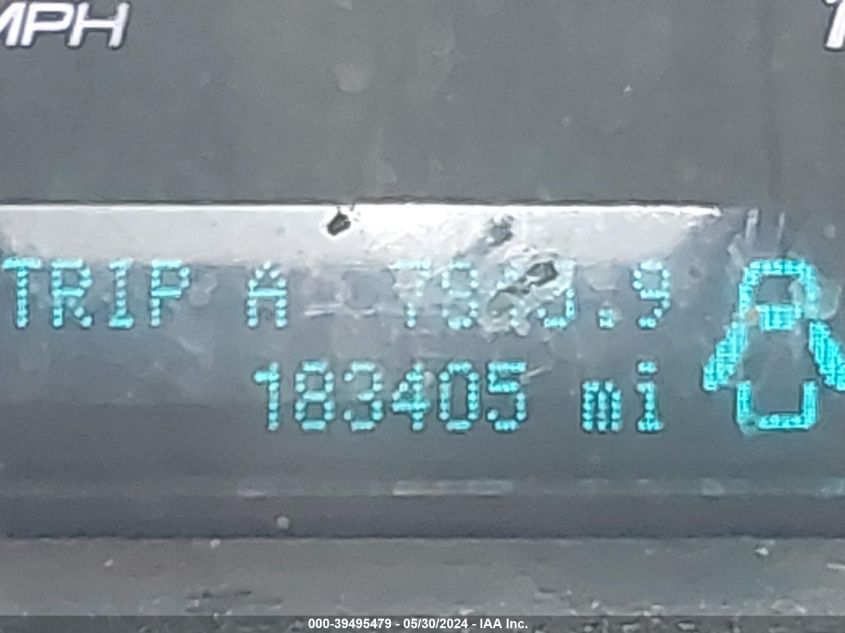 MPH
TRIP A
183405 mi
000-39495479 - 05/30/2024 - IAA Inc.